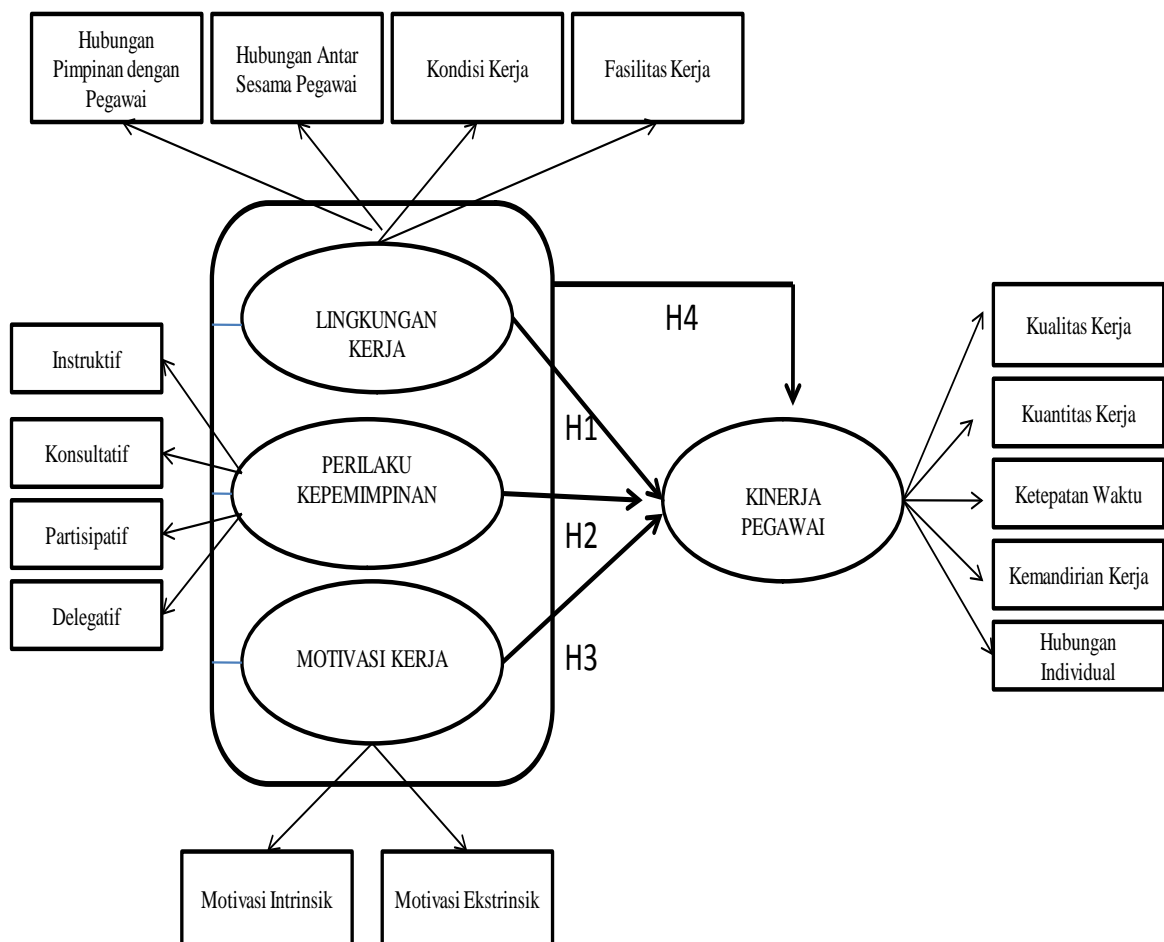 Hubungan
Pimpinan dengan
Pegawai
Hubungan Antar
Sesama Pegawai
Kondisi Kerja
Fasilitas Kerja
LINGKUNGAN
KERJA
H4
Kualitas Kerja
Instruktif
Kuantitas Kerja
H1
Konsultatif
PERILAKU
KEPEMIMPINAN
KINERJA
PEGAWAI
Ketepatan Waktu
Partisipatif
H2
Kemandirian Kerja
Delegatif
MOTIVASI KERJA
H3
Hubungan
Individual
Motivasi Intrinsik
Motivasi Ekstrinsik